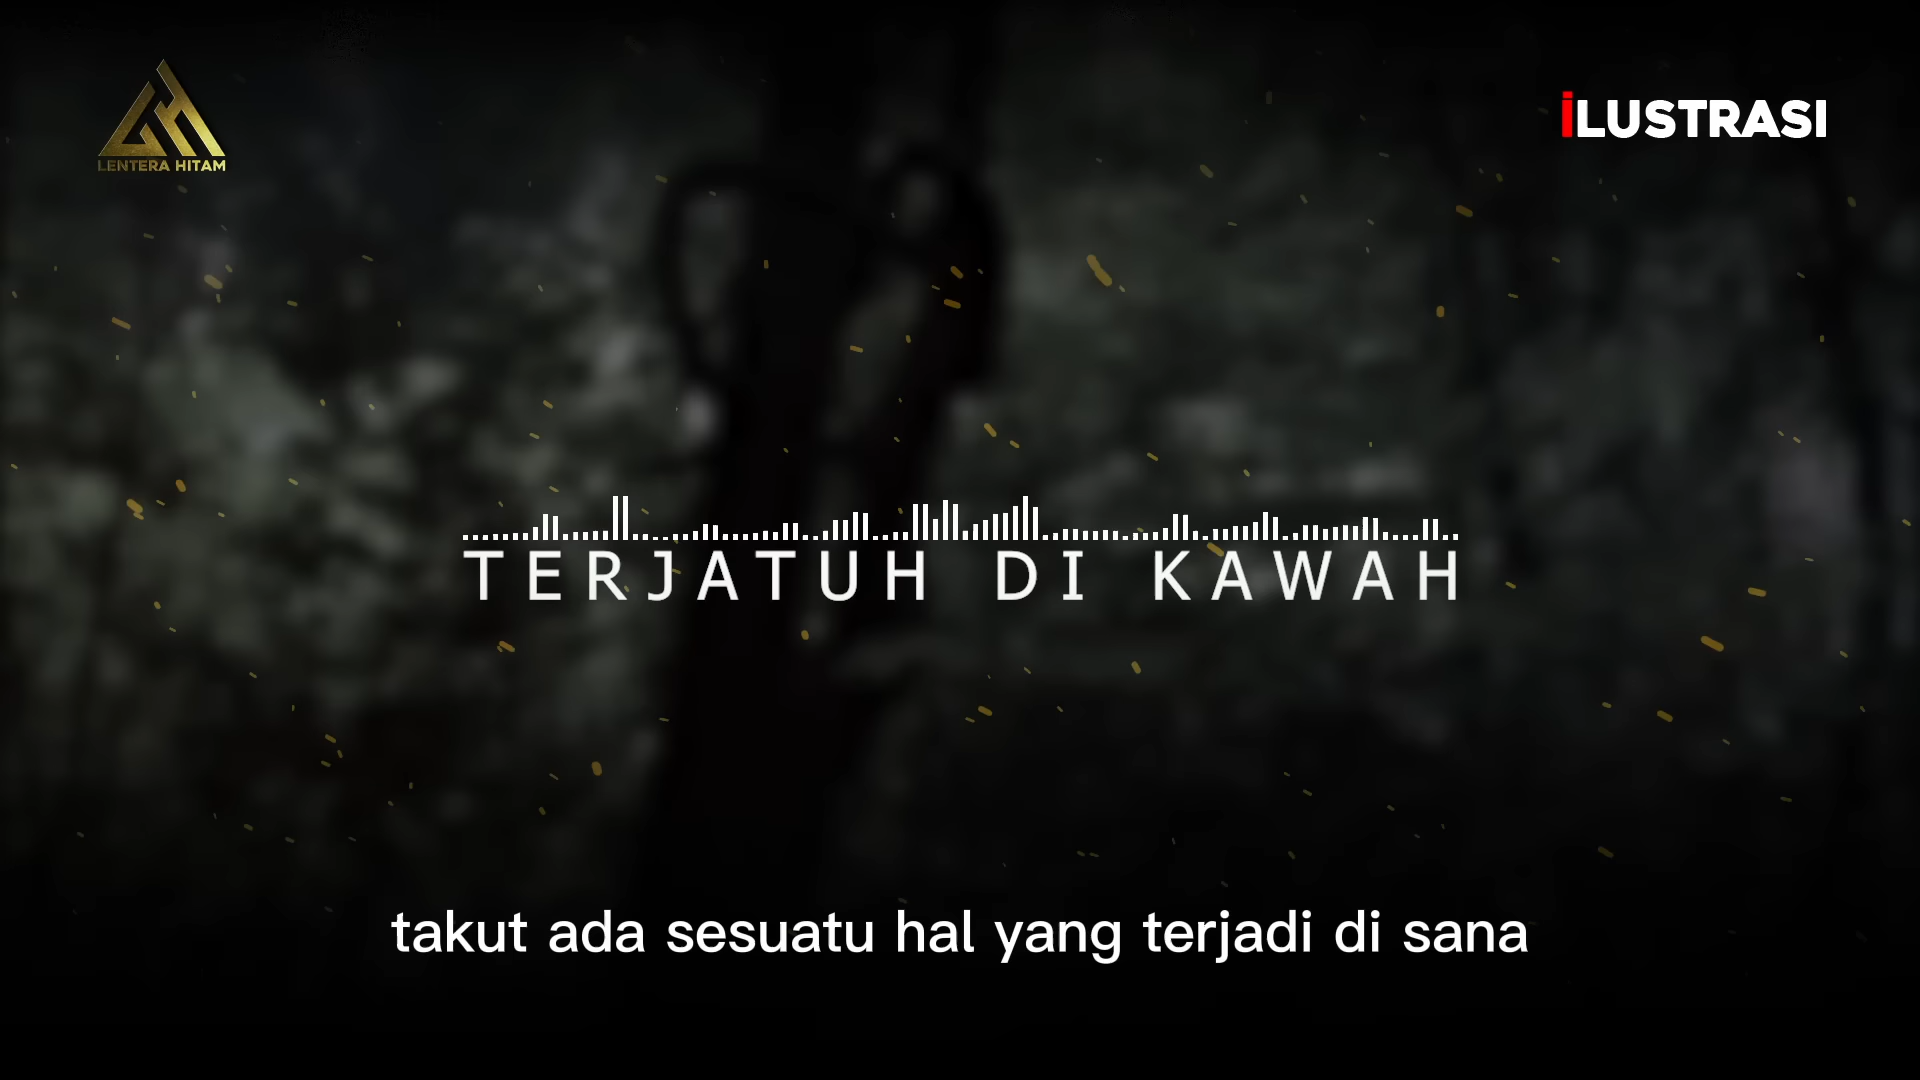 LENTERA HITAM
iLUSTRASI
TERJATUH DI KAWAH
takut ada sesuatu hal yang terjadi di sana